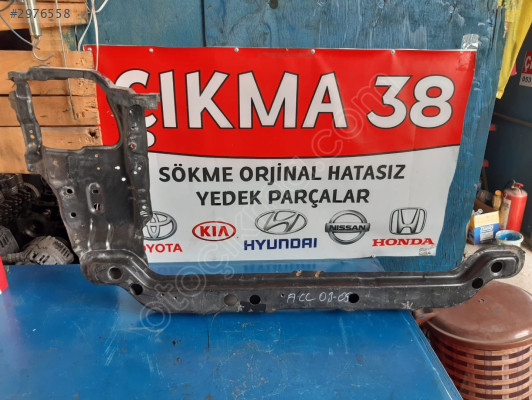 #2976558
ÇIKMA 38
SÖKME ORJİNAL HATASIZ
YEDEK PARÇALAR
TOYOTA KIA HYUNDAI NISSAN HONDA
ACC 01-05